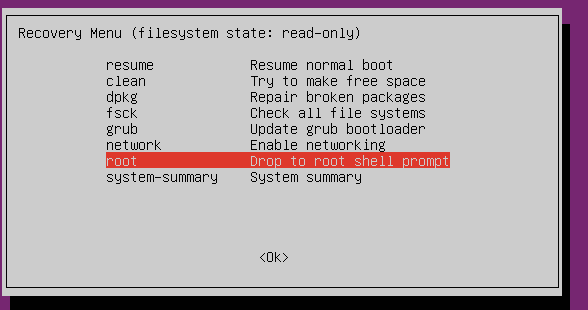 Recovery Menu (filesystem state: read-only)
resume Resume normal boot
clean Try to make free space
dpkg Repair broken packages
fsck Check all file systems
grub Update grub bootloader
network Enable networking
root Drop to root shell prompt
system-summary System summary
<Ok>